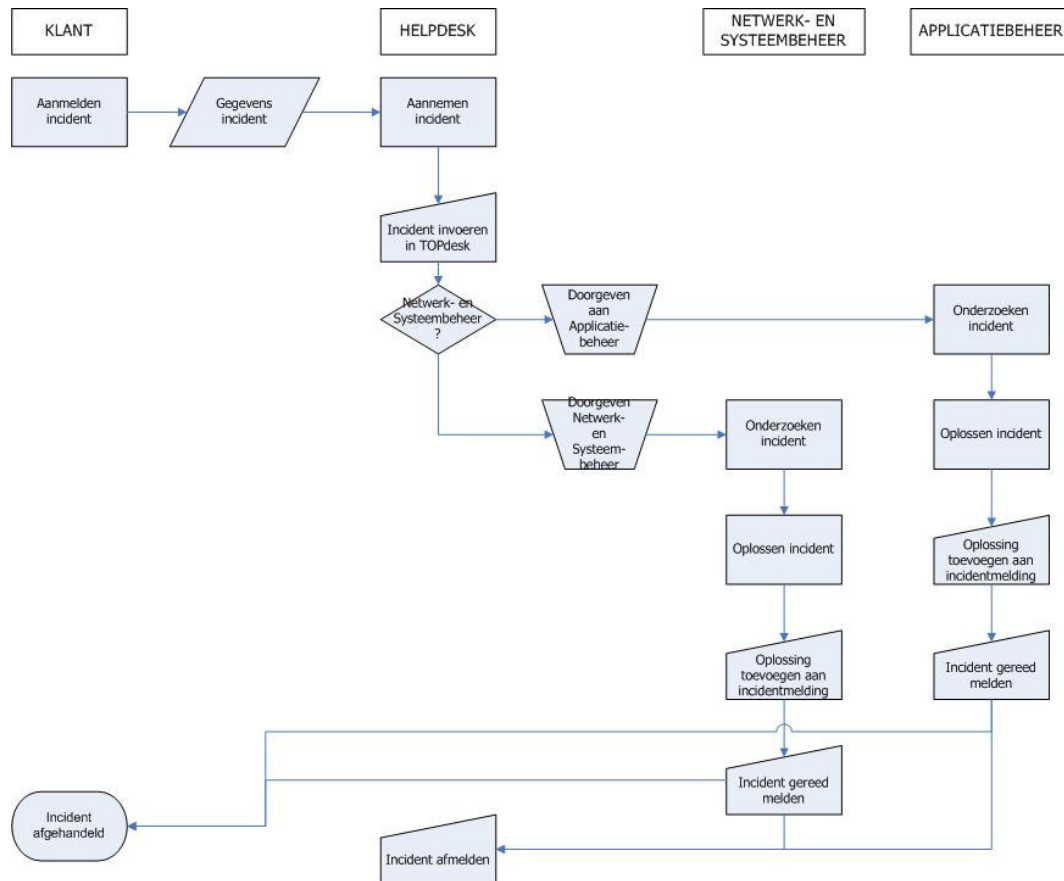 KLANT
HELPDESK
NETWERK- EN
SYSTEEMBEHEER
APPLICATIEBEHEER
Aanmelden
incident
Gegevens
incident
Aannemen
incident
Incident invoeren
in TOPdesk
Netwerk- en
Systeembeheer
?
Doorgeven
aan
Applicatie-
beheer
Onderzoeken
incident
Doorgeven
Netwerk-
en
Systeem-
beheer
Onderzoeken
incident
Oplossen incident
Oplossen incident
Oplossing
toevoegen aan
incidentmelding
Oplossing
toevoegen aan
incidentmelding
Incident gereed
melden
Incident gereed
melden
Incident
afgehandeld
Incident afmelden